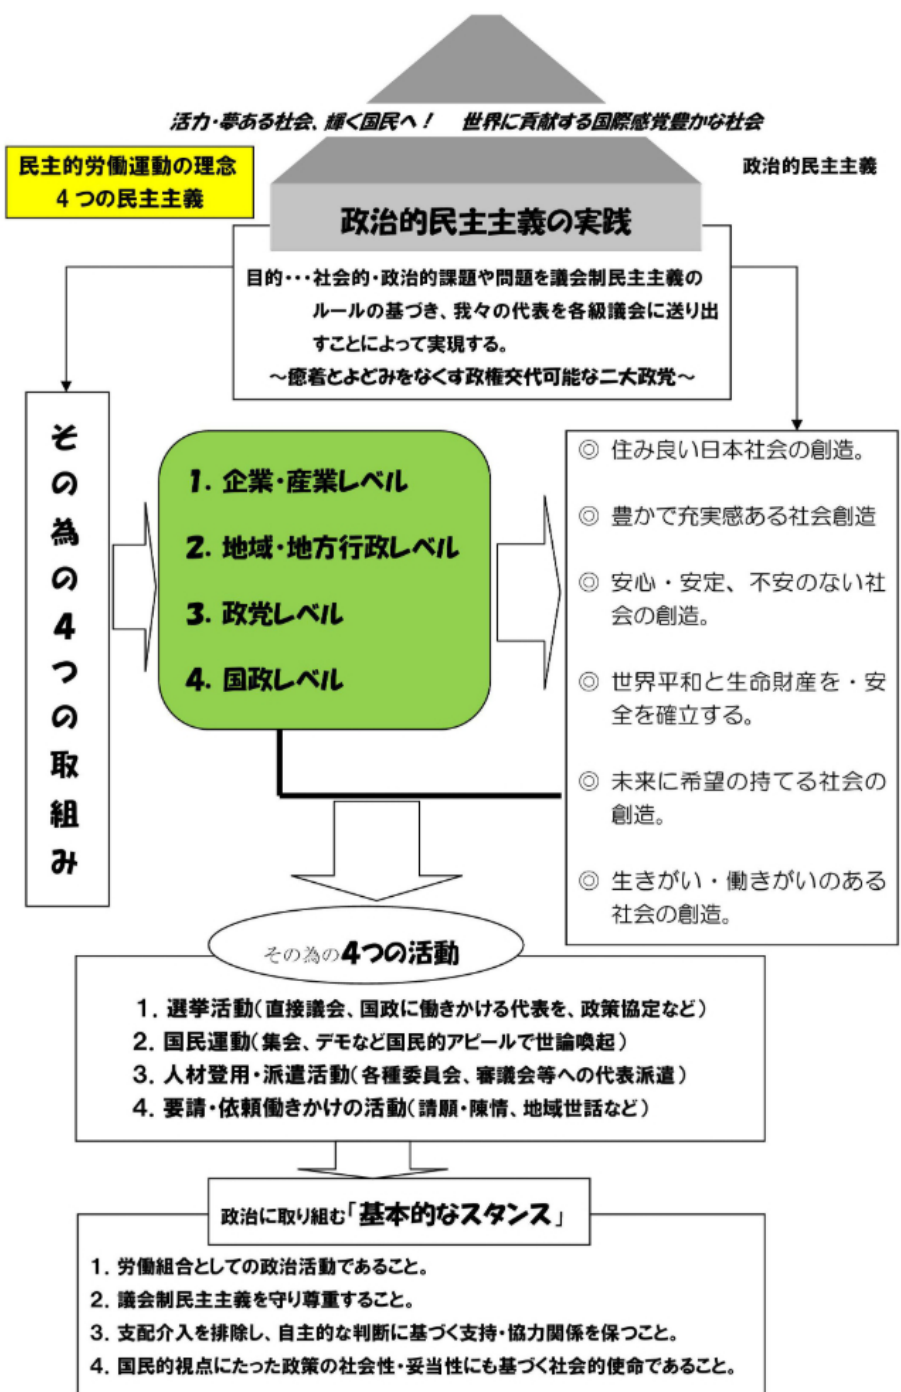 活力・夢ある社会、輝く国民へ！　世界に貢献する国際感覚豊かな社会
民主的労働運動の理念
４つの民主主義
政治的民主主義
政治的民主主義の実践
目的・・・社会的・政治的課題や問題を議会制民主主義の
ルールの基づき、我々の代表を各級議会に送り出
すことによって実現する。
～癒着とよどみをなくす政権交代可能な二大政党～
その為の４つの取組み
1. 企業・産業レベル
2. 地域・地方行政レベル
3. 政党レベル
4. 国政レベル
◎ 住み良い日本社会の創造。
◎ 豊かで充実感ある社会創造
◎ 安心・安定、不安のない社
会の創造。
◎ 世界平和と生命財産を・安
全を確立する。
◎ 未来に希望の持てる社会の
創造。
◎ 生きがい・働きがいのある
社会の創造。
その為の４つの活動
1. 選挙活動（直接議会、国政に働きかける代表を、政策協定など）
2. 国民運動（集会、デモなど国民的アピールで世論喚起）
3. 人材登用・派遣活動（各種委員会、審議会等への代表派遣）
4. 要請・依頼働きかけの活動（請願・陳情、地域世話など）
政治に取り組む「基本的なスタンス」
1. 労働組合としての政治活動であること。
2. 議会制民主主義を守り尊重すること。
3. 支配介入を排除し、自主的な判断に基づく支持・協力関係を保つこと。
4. 国民的視点にたった政策の社会性・妥当性にも基づく社会的使命であること。